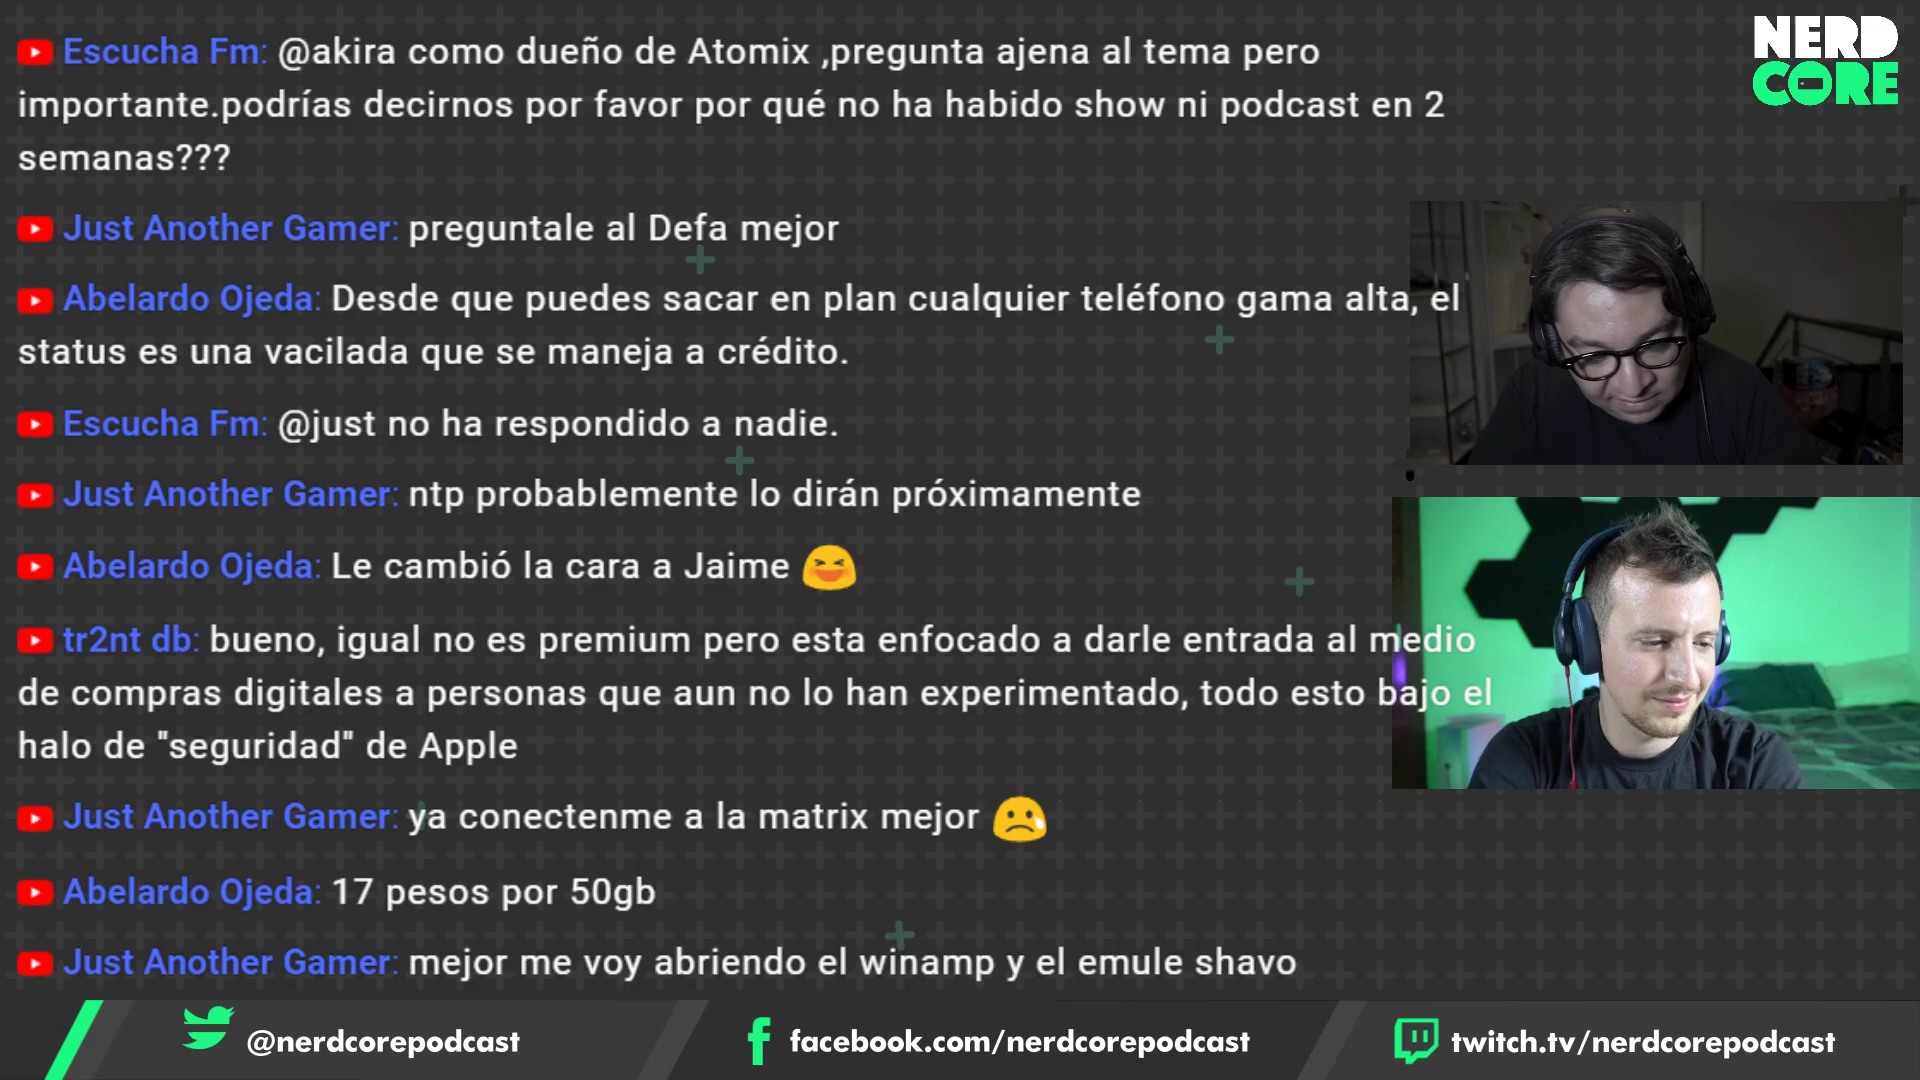 Escucha Fm: @akira como dueño de Atomix ,pregunta ajena al tema pero
importante.podrías decirnos por favor por qué no ha habido show ni podcast en 2
semanas???
Just Another Gamer: preguntale al Defa mejor
Abelardo Ojeda: Desde que puedes sacar en plan cualquier teléfono gama alta, el
status es una vacilada que se maneja a crédito.
Escucha Fm: @just no ha respondido a nadie.
Just Another Gamer: ntp probablemente lo dirán próximamente
Abelardo Ojeda: Le cambió la cara a Jaime 😆
tr2nt db: bueno, igual no es premium pero esta enfocado a darle entrada al medio
de compras digitales a personas que aun no lo han experimentado, todo esto bajo el
halo de "seguridad" de Apple
Just Another Gamer: ya conectenme a la matrix mejor 😢
Abelardo Ojeda: 17 pesos por 50gb
Just Another Gamer: mejor me voy abriendo el winamp y el emule shavo
NERD
CORE
@nerdcorepodcast
facebook.com/nerdcorepodcast
twitch.tv/nerdcorepodcast